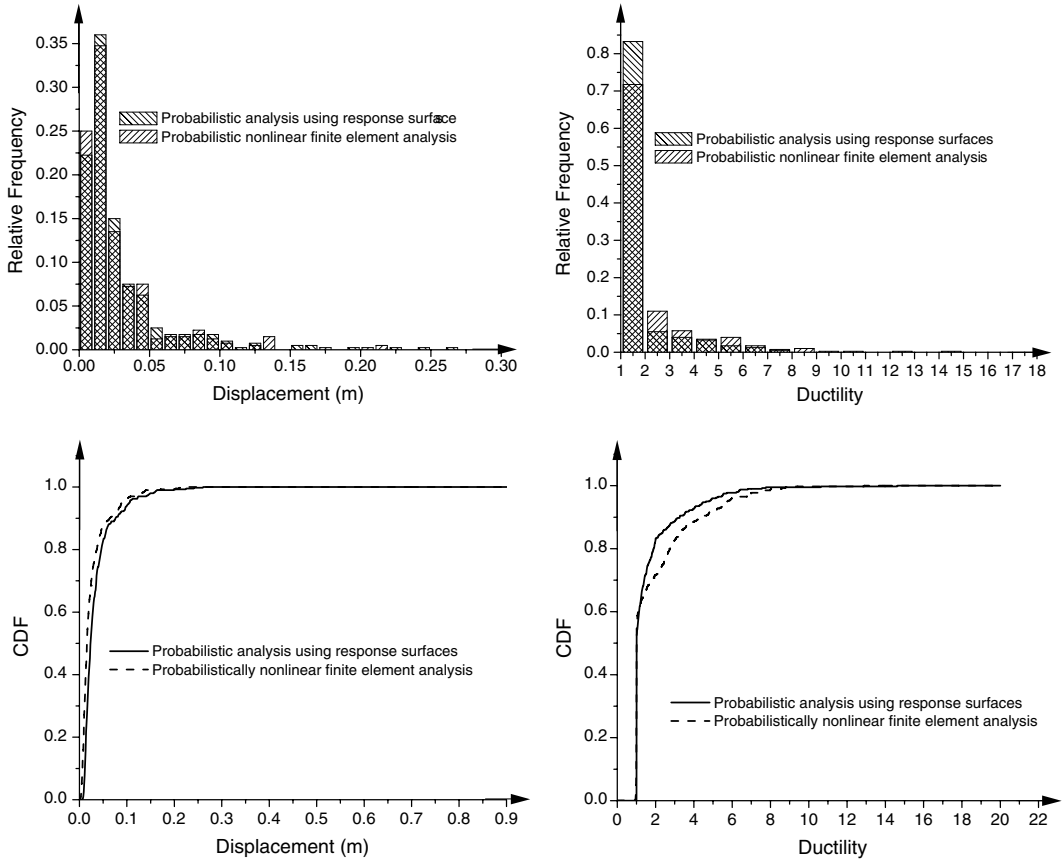 0.35
0.30
0.25
0.20
0.15
0.10
0.05
0.00
Relative Frequency
Probabilistic analysis using response surface
Probabilistic nonlinear finite element analysis
0.00 0.05 0.10 0.15 0.20 0.25 0.30
Displacement (m)
0.8
0.7
0.6
0.5
0.4
0.3
0.2
0.1
0.0
Relative Frequency
Probabilistic analysis using response surfaces
Probabilistic nonlinear finite element analysis
1 2 3 4 5 6 7 8 9 10 11 12 13 14 15 16 17 18
Ductility
1.0
0.8
0.6
0.4
0.2
0.0
CDF
Probabilistic analysis using response surfaces
Probabilistically nonlinear finite element analysis
0.0 0.1 0.2 0.3 0.4 0.5 0.6 0.7 0.8 0.9
Displacement (m)
1.0
0.8
0.6
0.4
0.2
0.0
CDF
Probabilistic analysis using response surfaces
Probabilistically nonlinear finite element analysis
0 2 4 6 8 10 12 14 16 18 20 22
Ductility